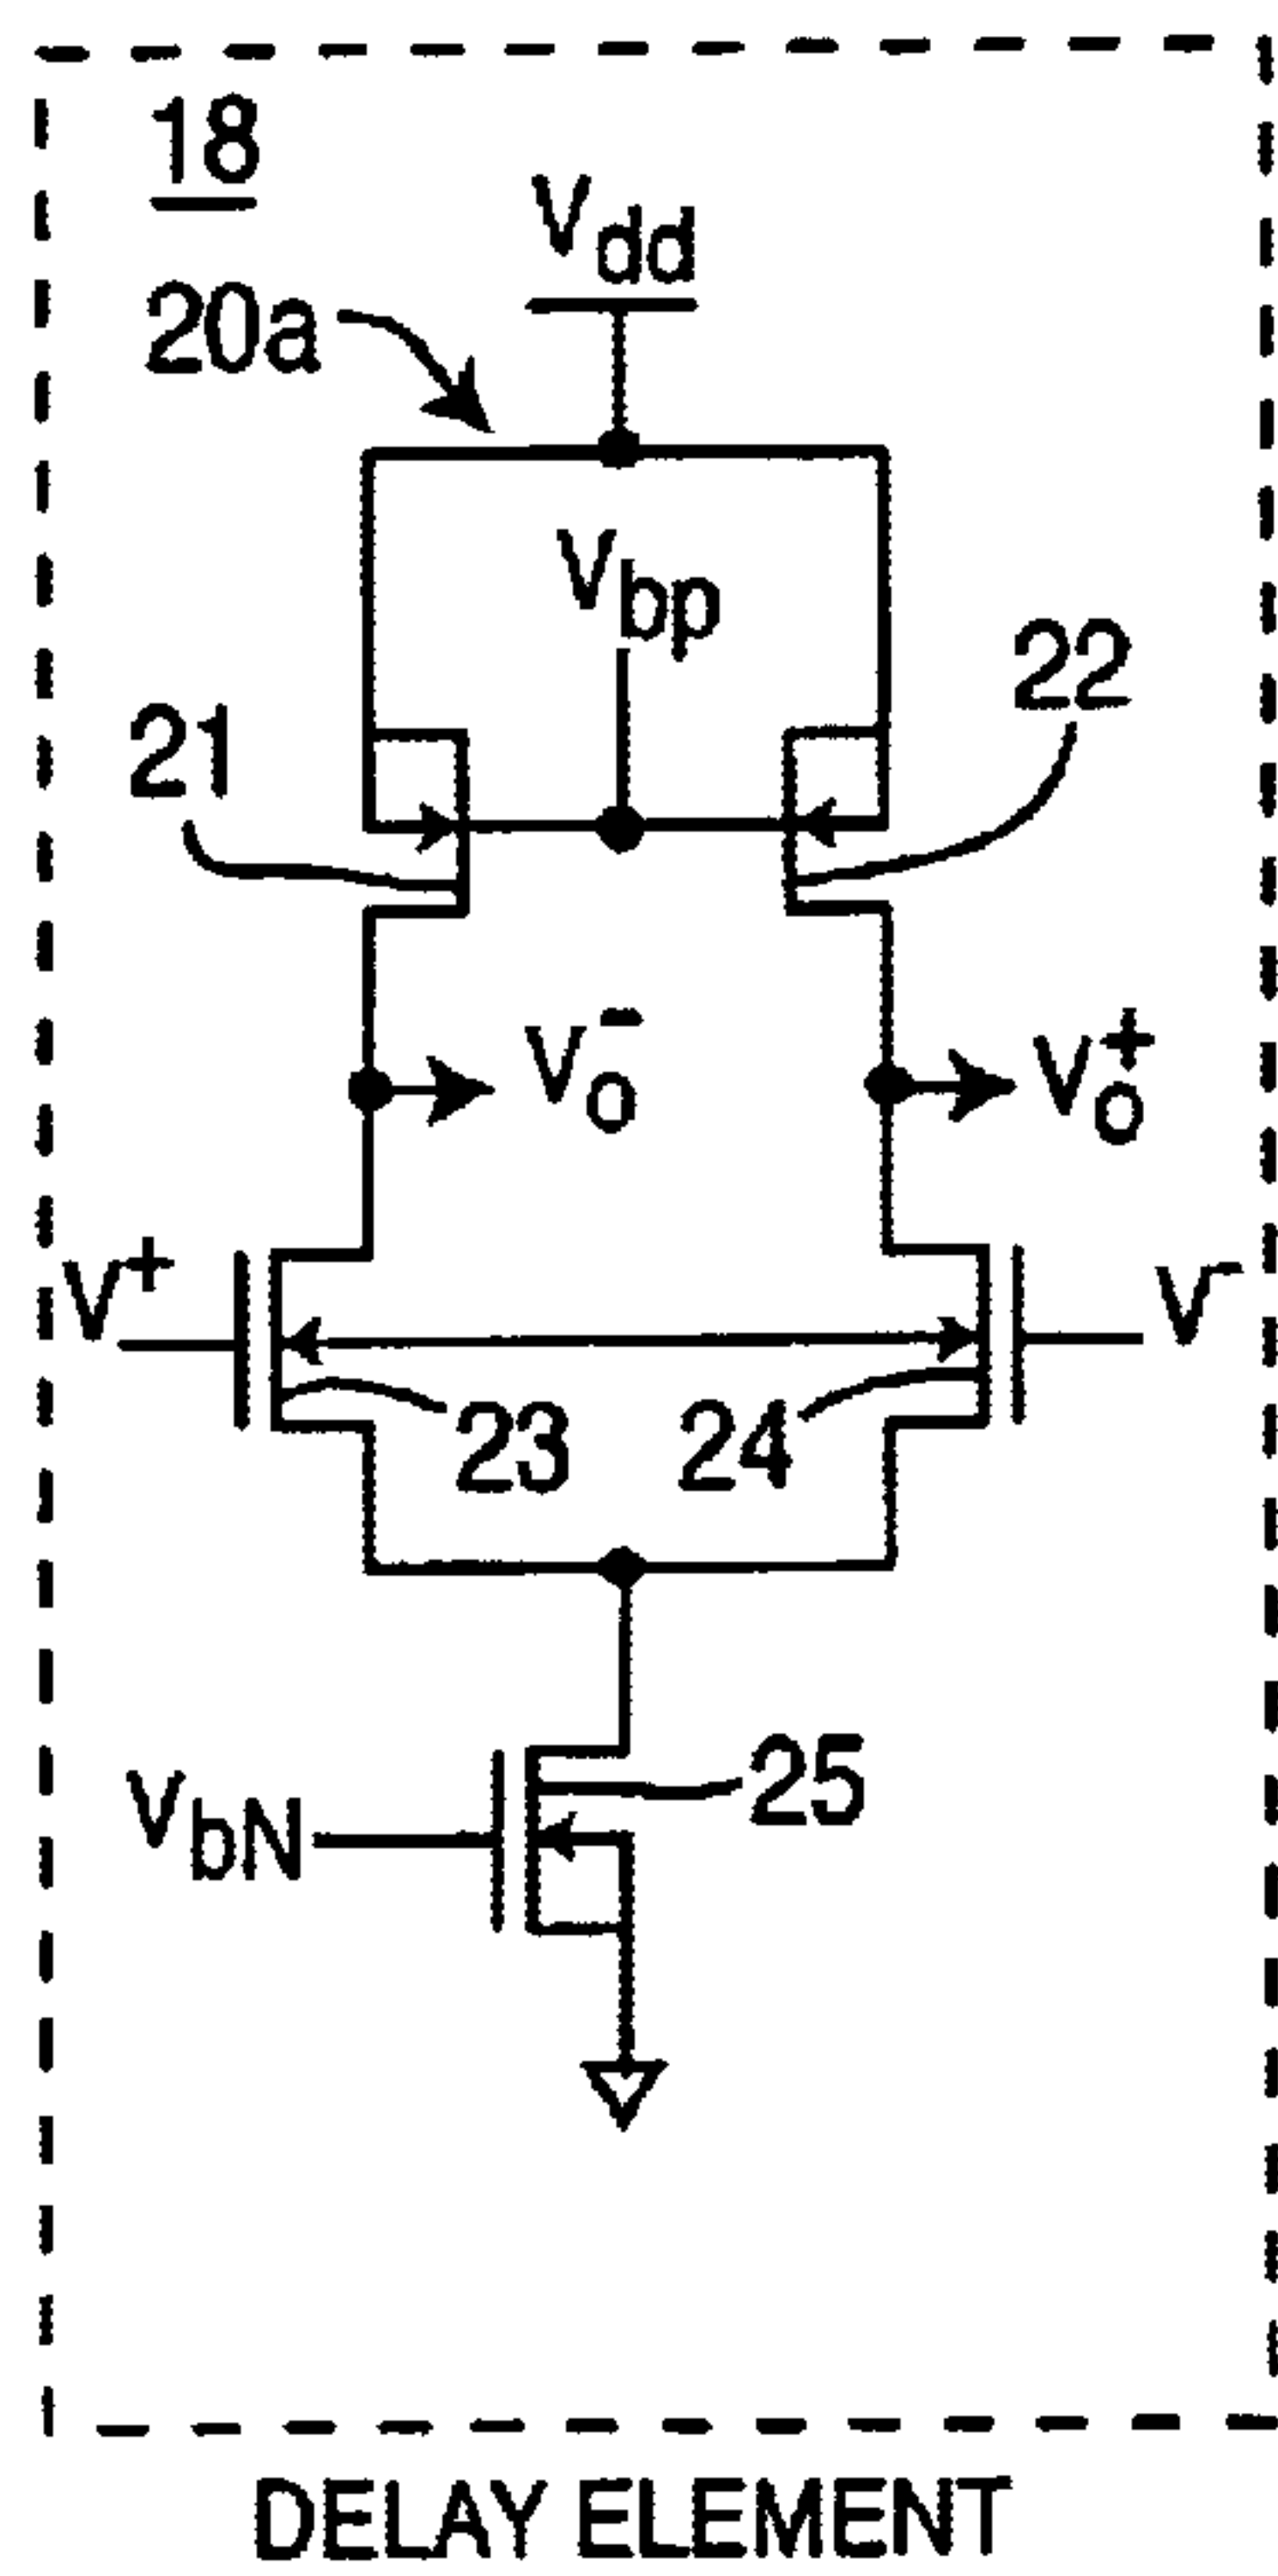 18
Vdd
20a
Vbp
22
21
Vo-
Vo+
V+
V-
23
24
25
VbN
DELAY ELEMENT